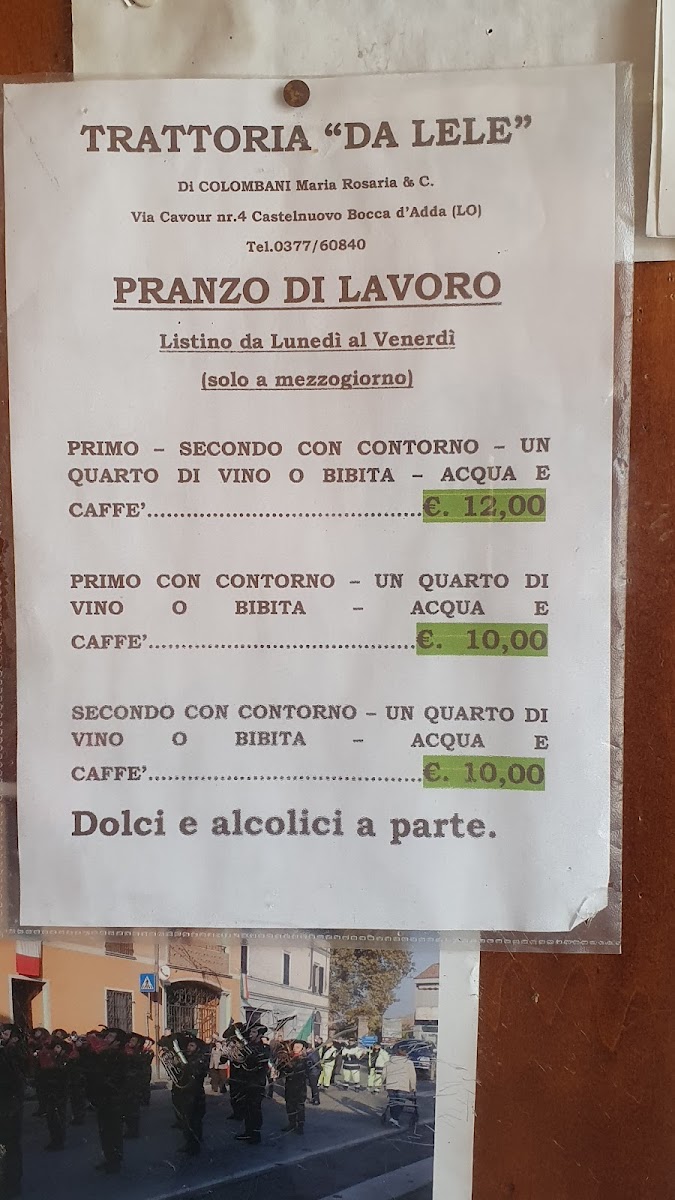 TRATTORIA “DA LELE”
Di COLOMBANI Maria Rosaria & C.
Via Cavour nr.4 Castelnuovo Bocca d’Adda (LO)
Tel.0377/60840
PRANZO DI LAVORO
Listino da Lunedì al Venerdì
(solo a mezzogiorno)
PRIMO – SECONDO CON CONTORNO – UN
QUARTO DI VINO O BIBITA – ACQUA E
CAFFE’.......................................€. 12,00
PRIMO CON CONTORNO – UN QUARTO DI
VINO O BIBITA – ACQUA E
CAFFE’......................................€. 10,00
SECONDO CON CONTORNO – UN QUARTO DI
VINO O BIBITA – ACQUA E
CAFFE’.......................................€. 10,00
Dolci e alcolici a parte.